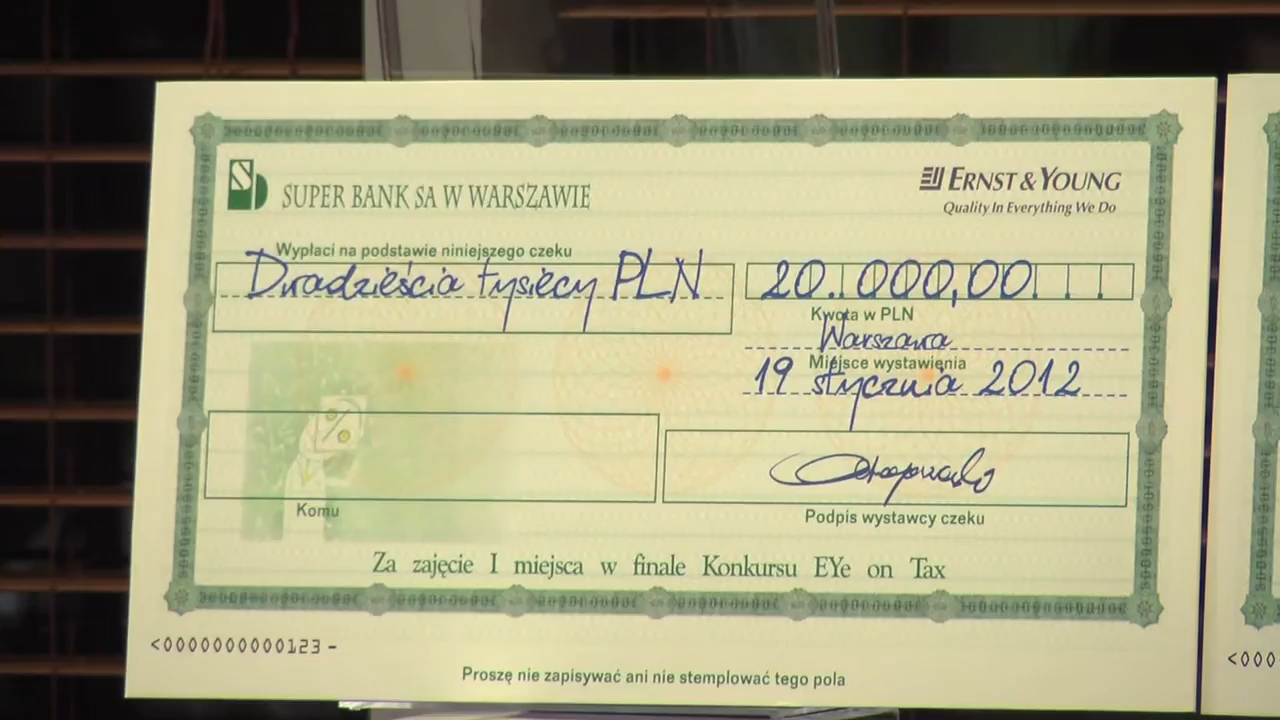 SUPER BANK SA W WARSZAWIE
ERNST & YOUNG
Quality In Everything We Do
Wypłaci na podstawie niniejszego czeku
Dwadzieścia tysięcy PLN
20.000,00
Kwota w PLN
Warszawa
Miejsce wystawienia
19 stycznia 2012
Komu
Podpis wystawcy czeku
Za zajęcie I miejsca w finale Konkursu EYe on Tax
<0000000000123-
<000
Proszę nie zapisywać ani nie stemplować tego pola